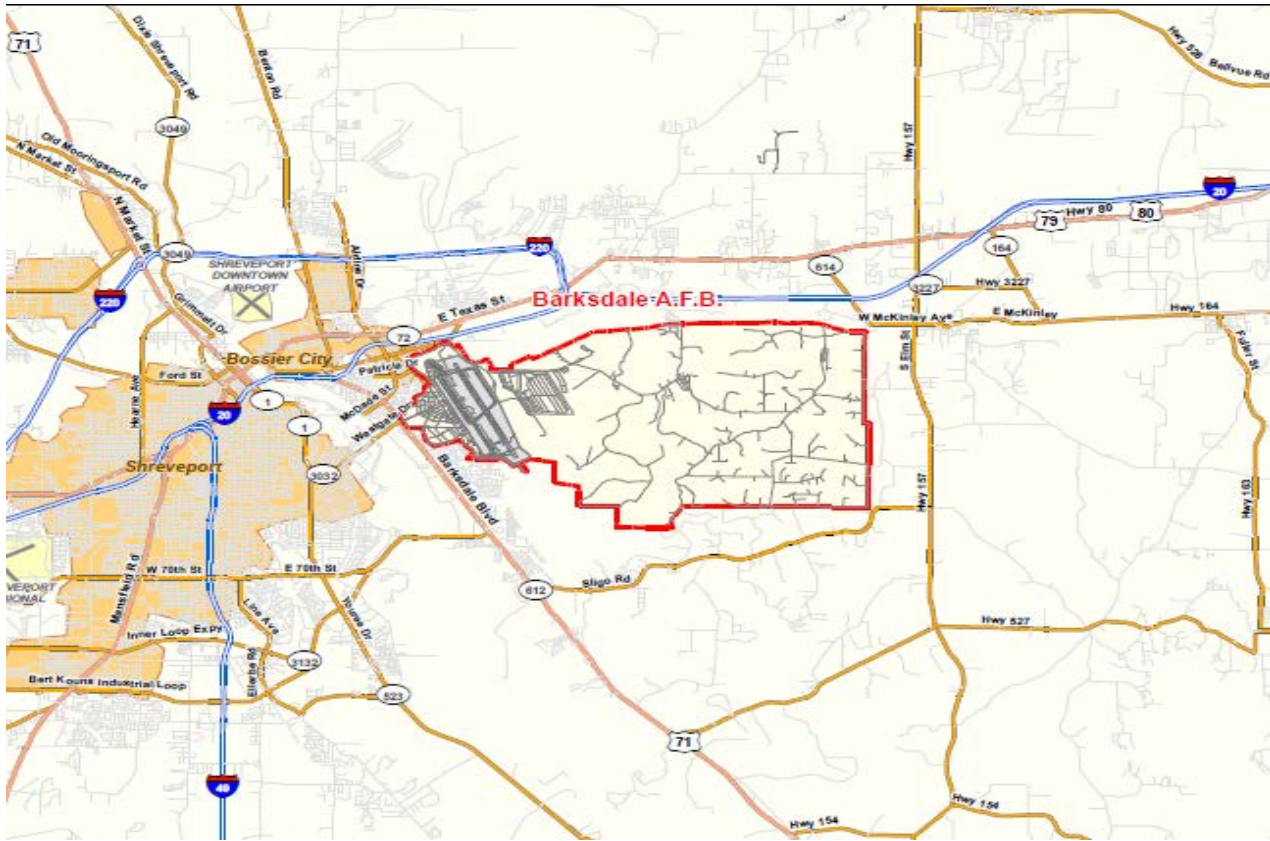 71
Dixie Shreveport Rd
Benton Rd
Hwy 157
Hwy 526
Bellvue Rd
3049
Old Mooringsport Rd
N Market St
N Market St
20
79
Hwy 80
80
3049
220
SHREVEPORT
DOWNTOWN
AIRPORT
Airline Dr
164
614
3227
Hwy 3227
220
Grimmett Dr
E Texas St
Barksdale A.F.B.
Hwy 164
W McKinley Ave
E McKinley
72
Bossier City
Patricia Dr
S Elm St
Fuller St
Ford St
Hearne Ave
1
McDade St
20
1
Westgate Dr
Shreveport
3032
Barksdale Blvd
Hwy 157
Hwy 163
Mansfield Rd
W 70th St
E 70th St
VEPORT
IONAL
Line Ave
Youree Dr
612
Sligo Rd
Inner Loop Expy
Hwy 527
3132
Ellerbe Rd
Bert Kouns Industrial Loop
523
71
49
Hwy 154
Hwy 154